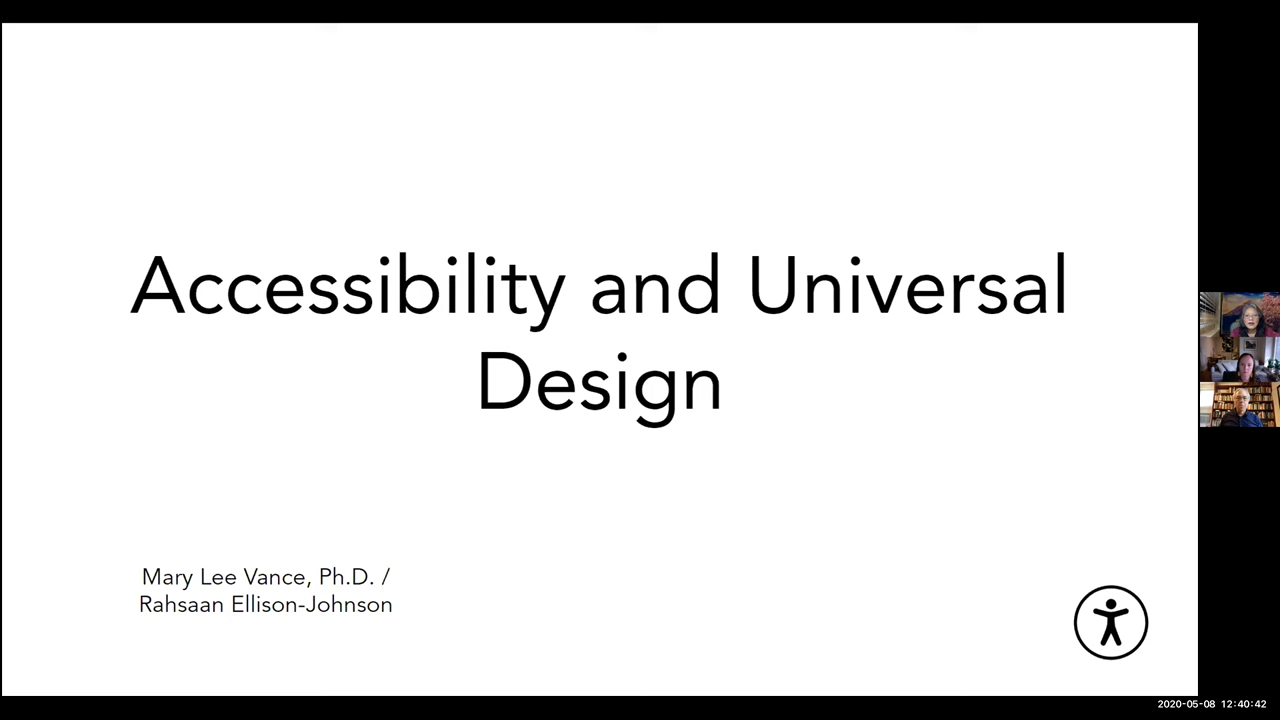 Accessibility and Universal
Design
Mary Lee Vance, Ph.D. /
Rahsaan Ellison-Johnson
2020-05-08 12:40:42